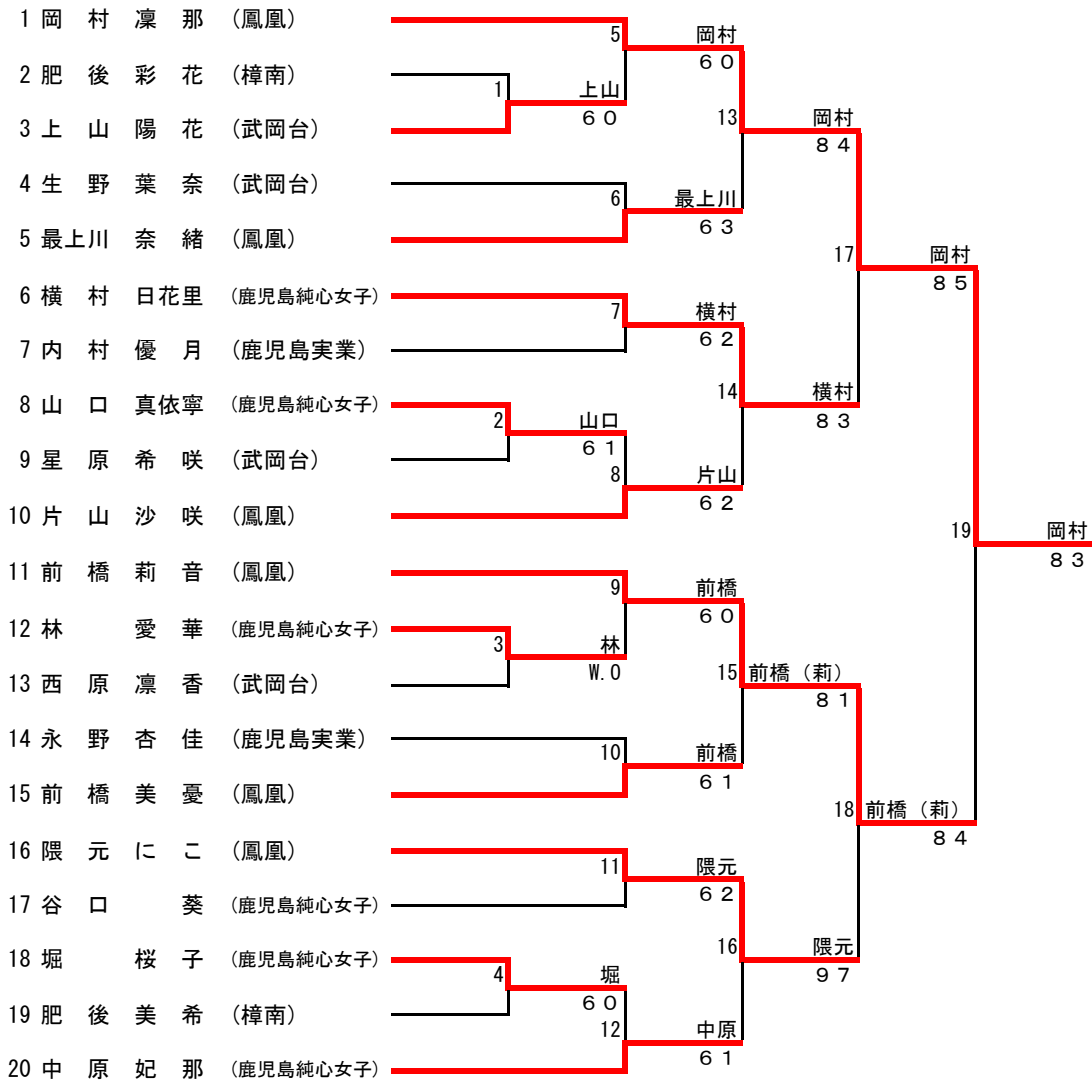 1 岡 村 凜 那 (鳳凰)
2 肥 後 彩 花 (樟南)
3 上 山 陽 花 (武岡台)
4 生 野 葉 奈 (武岡台)
5 最上川 奈 緒 (鳳凰)
6 横 村 日花里 (鹿児島純心女子)
7 内 村 優 月 (鹿児島実業)
8 山 口 真依寧 (鹿児島純心女子)
9 星 原 希 咲 (武岡台)
10 片 山 沙 咲 (鳳凰)
11 前 橋 莉 音 (鳳凰)
12 林 愛 華 (鹿児島純心女子)
13 西 原 凛 香 (武岡台)
14 永 野 杏 佳 (鹿児島実業)
15 前 橋 美 憂 (鳳凰)
16 隈 元 に こ (鳳凰)
17 谷 口 葵 (鹿児島純心女子)
18 堀 桜 子 (鹿児島純心女子)
19 肥 後 美 希 (樟南)
20 中 原 妃 那 (鹿児島純心女子)
1 上山
６０
2 山口
６１
3 林
W.O
4 堀
６０
5 岡村
６０
6 最上川
６３
7 横村
６２
8 片山
６２
9 前橋
６０
10 前橋
６１
11 隈元
６２
12 中原
６１
13 岡村
８４
14 横村
８３
15 前橋（莉）
８１
16 隈元
９７
17 岡村
８５
18 前橋（莉）
８４
19 岡村
８３